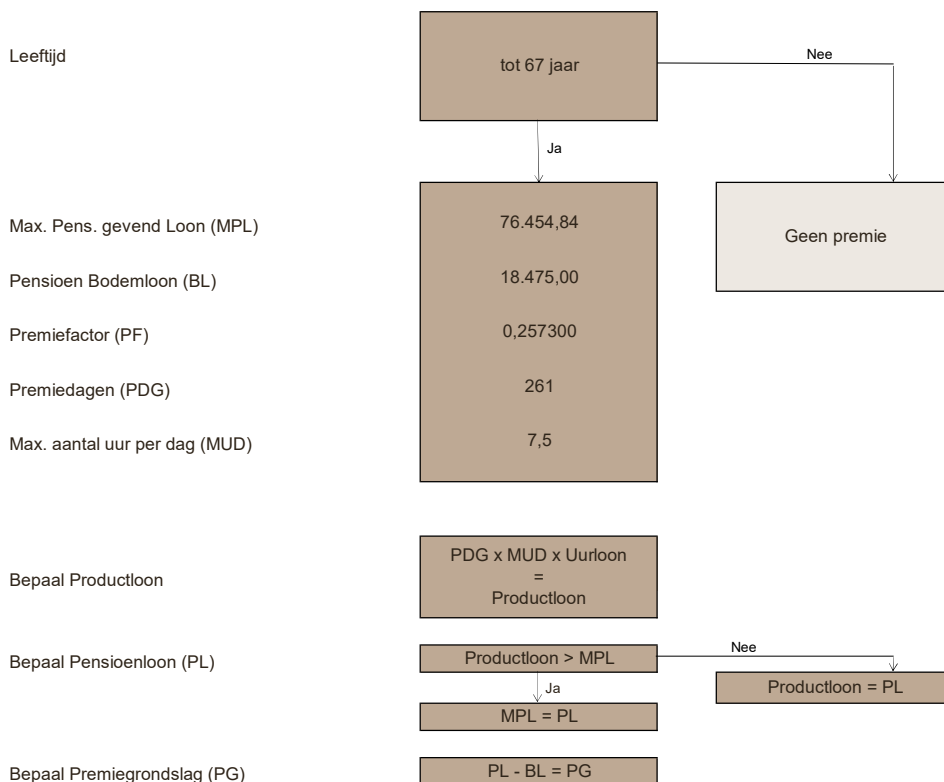 Leeftijd
tot 67 jaar
Nee
Ja
Max. Pens. gevend Loon (MPL)
76.454,84
Geen premie
Pensioen Bodemloon (BL)
18.475,00
Premiefactor (PF)
0,257300
Premiedagen (PDG)
261
Max. aantal uur per dag (MUD)
7,5
Bepaal Productloon
PDG x MUD x Uurloon
=
Productloon
Bepaal Pensioenloon (PL)
Productloon > MPL
Nee
Productloon = PL
Ja
MPL = PL
Bepaal Premiegrondslag (PG)
PL - BL = PG